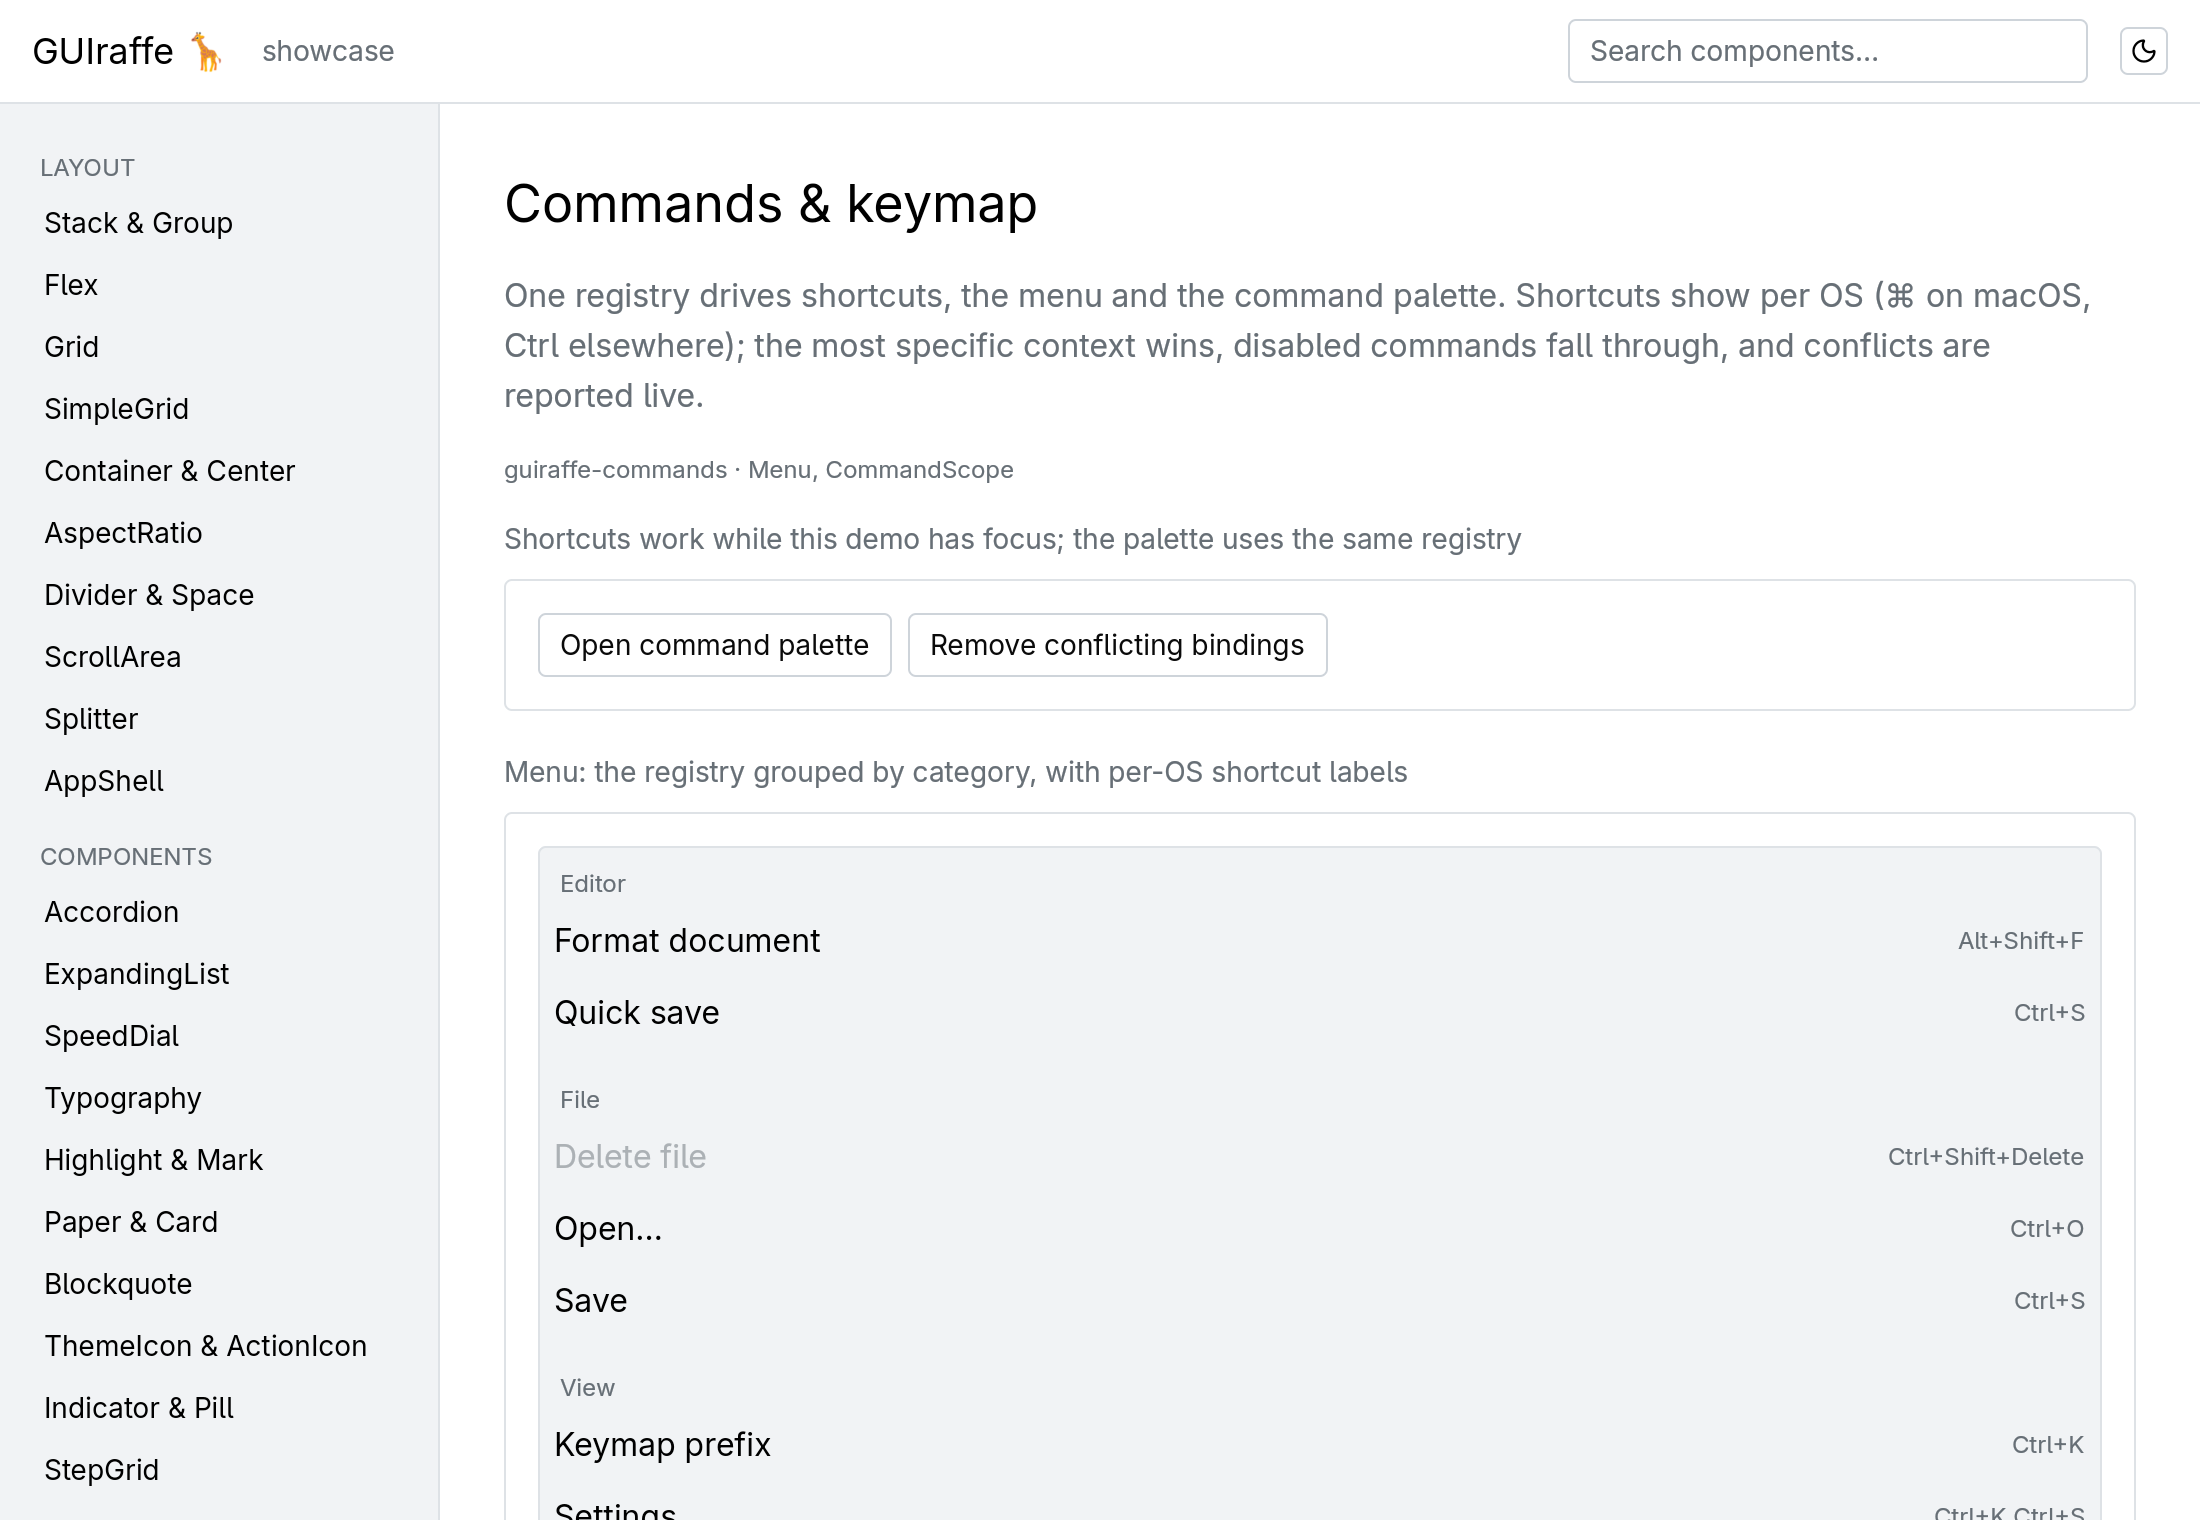 GUIraffe 🦒 showcase
Search components...
LAYOUT
Stack & Group
Flex
Grid
SimpleGrid
Container & Center
AspectRatio
Divider & Space
ScrollArea
Splitter
AppShell
COMPONENTS
Accordion
ExpandingList
SpeedDial
Typography
Highlight & Mark
Paper & Card
Blockquote
ThemeIcon & ActionIcon
Indicator & Pill
StepGrid
Commands & keymap
One registry drives shortcuts, the menu and the command palette. Shortcuts show per OS (⌘ on macOS,
Ctrl elsewhere); the most specific context wins, disabled commands fall through, and conflicts are
reported live.
guiraffe-commands · Menu, CommandScope
Shortcuts work while this demo has focus; the palette uses the same registry
Open command palette
Remove conflicting bindings
Menu: the registry grouped by category, with per-OS shortcut labels
Editor
Format document Alt+Shift+F
Quick save Ctrl+S
File
Delete file Ctrl+Shift+Delete
Open... Ctrl+O
Save Ctrl+S
View
Keymap prefix Ctrl+K
Settings Ctrl+K Ctrl+S